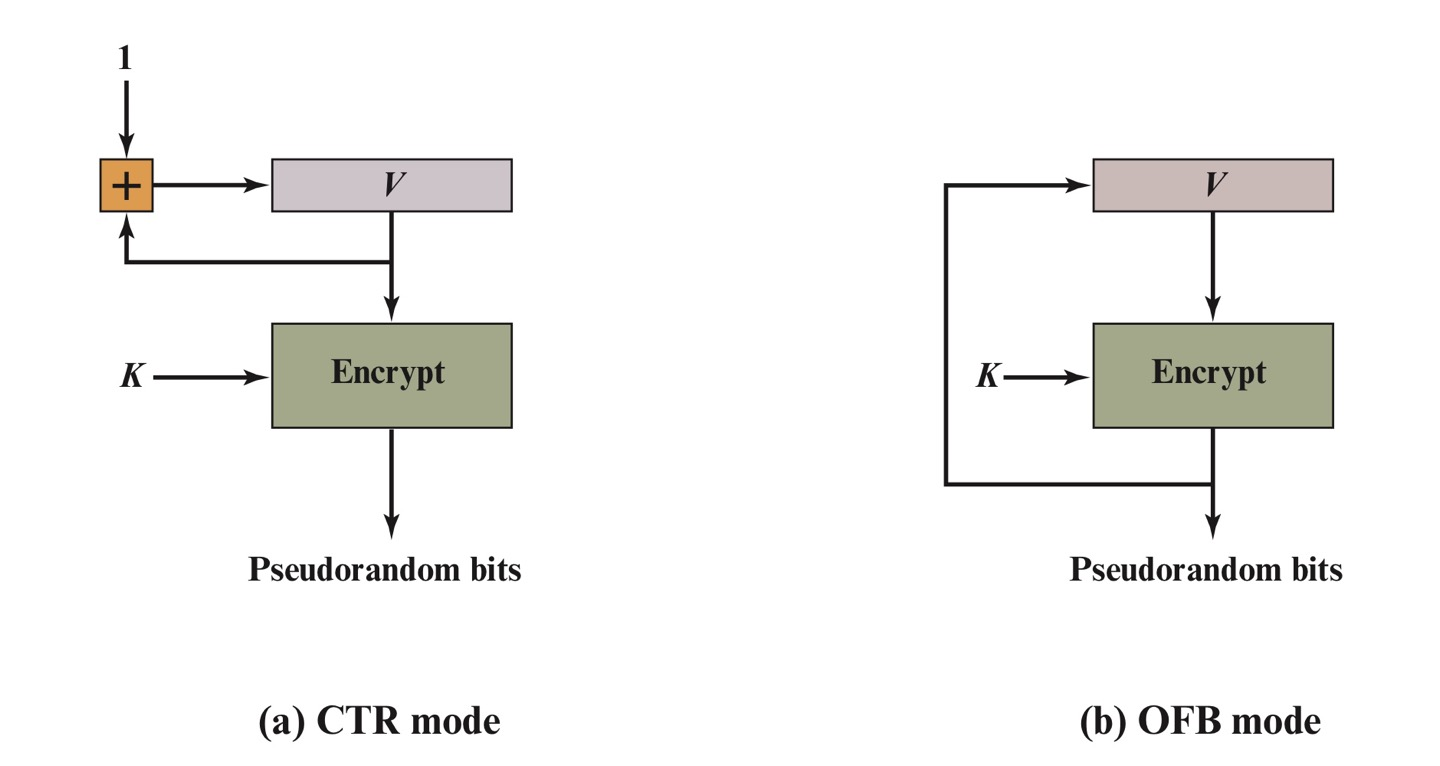 1
+
V
K
Encrypt
Pseudorandom bits
(a) CTR mode
V
K
Encrypt
Pseudorandom bits
(b) OFB mode